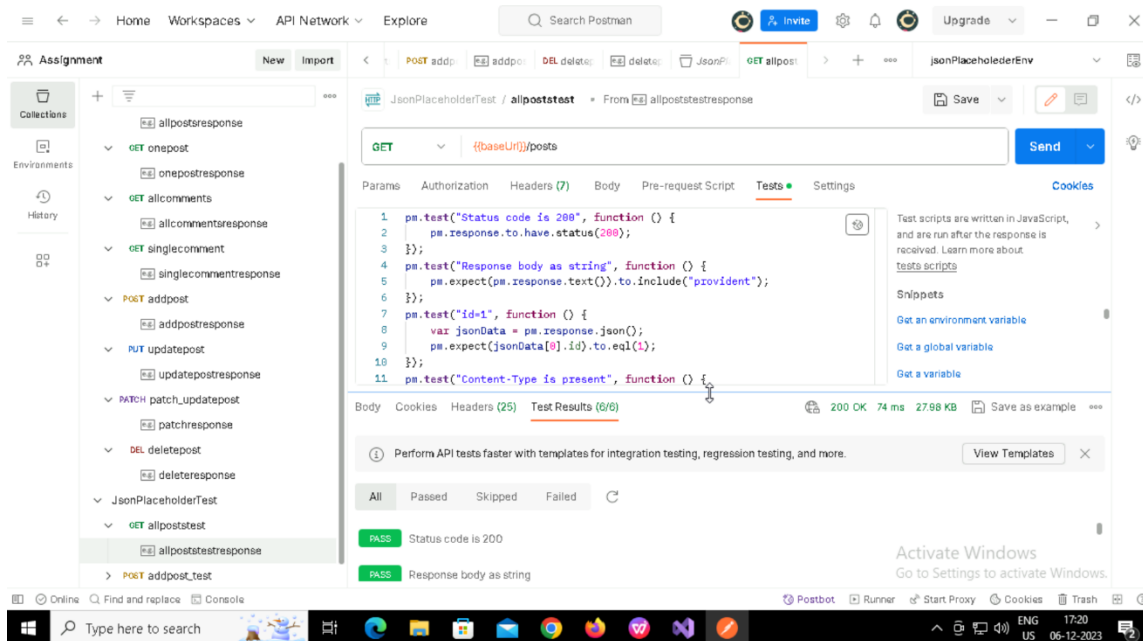 Home Workspaces API Network Explore Search Postman Invite Upgrade
Assignment New Import POST addp e.g. addpo DEL delete e.g. delete JsonPl GET allpost jsonPlaceholederEnv
Collections
Environments
History
e.g. allpostsresponse
GET onepost
e.g. onepostresponse
GET allcomments
e.g. allcommentsresponse
GET singlecomment
e.g. singlecommentresponse
POST addpost
e.g. addpostresponse
PUT updatepost
e.g. updatepostresponse
PATCH patch_updatepost
e.g. patchresponse
DEL deletepost
e.g. deleteresponse
JsonPlaceholderTest
GET allpoststest
e.g. allpoststestresponse
POST addpost_test
HTTP JsonPlaceholderTest / allpoststest From e.g. allpoststestresponse Save
GET {{baseUrl}}/posts Send
Params Authorization Headers (7) Body Pre-request Script Tests Settings Cookies
1 pm.test("Status code is 200", function () {
2 pm.response.to.have.status(200);
3 });
4 pm.test("Response body as string", function () {
5 pm.expect(pm.response.text()).to.include("provident");
6 });
7 pm.test("id=1", function () {
8 var jsonData = pm.response.json();
9 pm.expect(jsonData[0].id).to.eql(1);
10 });
11 pm.test("Content-Type is present", function () {
Test scripts are written in JavaScript,
and are run after the response is
received. Learn more about
tests scripts
Snippets
Get an environment variable
Get a global variable
Get a variable
Body Cookies Headers (25) Test Results (6/6) 200 OK 74 ms 27.98 KB Save as example
Perform API tests faster with templates for integration testing, regression testing, and more. View Templates
All Passed Skipped Failed
PASS Status code is 200
PASS Response body as string
Activate Windows
Go to Settings to activate Windows.
Online Find and replace Console Postbot Runner Start Proxy Cookies Trash
Type here to search ENG US 17:20 06-12-2023